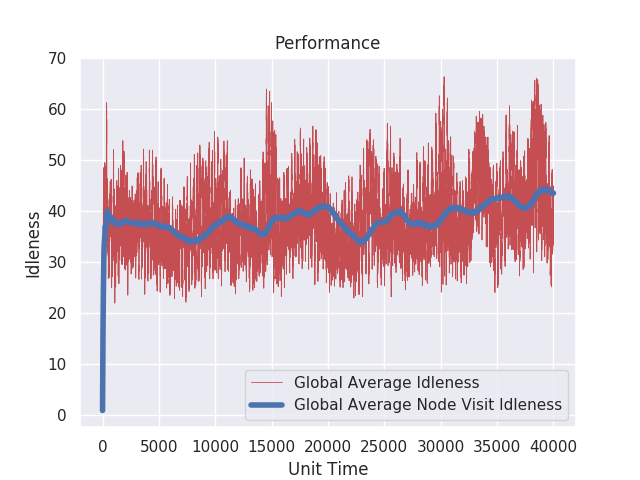 Performance
70
60
50
40
30
20
10
0
Idleness
0 5000 10000 15000 20000 25000 30000 35000 40000
Unit Time
Global Average Idleness
Global Average Node Visit Idleness